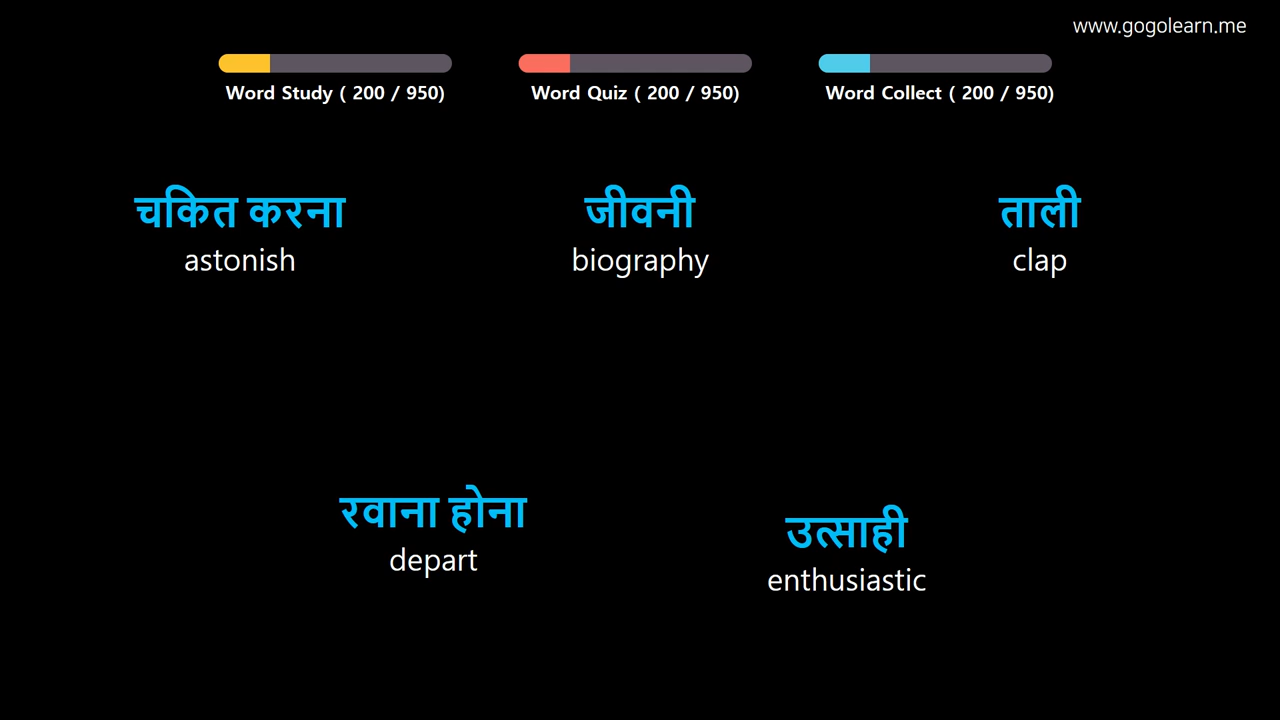 www.gogolearn.me
Word Study ( 200 / 950)
Word Quiz ( 200 / 950)
Word Collect ( 200 / 950)
चकित करना
astonish
जीवनी
biography
ताली
clap
रवाना होना
depart
उत्साही
enthusiastic